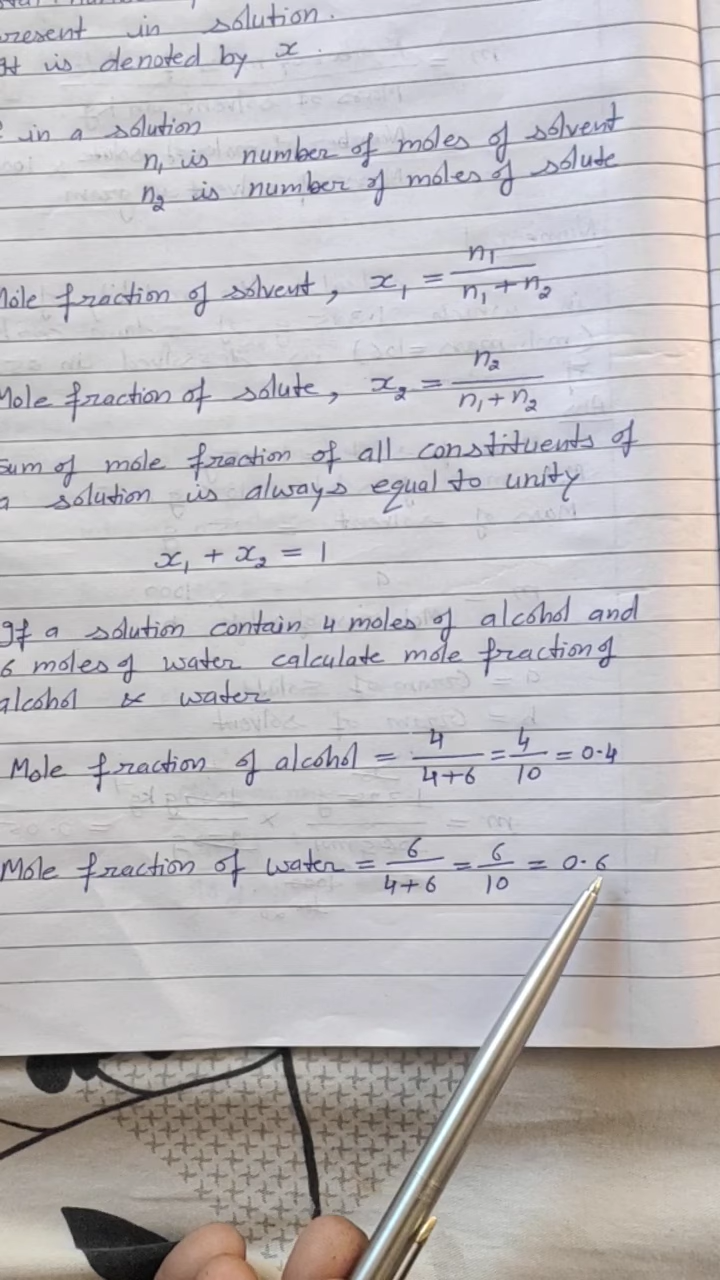 present in solution.
It is denoted by x.
in a solution
n₁ is number of moles of solvent
n₂ is number of moles of solute
Mole fraction of solvent, x₁ = n₁/(n₁ + n₂)
Mole fraction of solute, x₂ = n₂/(n₁ + n₂)
Sum of mole fraction of all constituents of
a solution is always equal to unity
x₁ + x₂ = 1
If a solution contain 4 moles of alcohol and
6 moles of water calculate mole fraction of
alcohol & water
Mole fraction of alcohol = 4/(4+6) = 4/10 = 0.4
Mole fraction of water = 6/(4+6) = 6/10 = 0.6